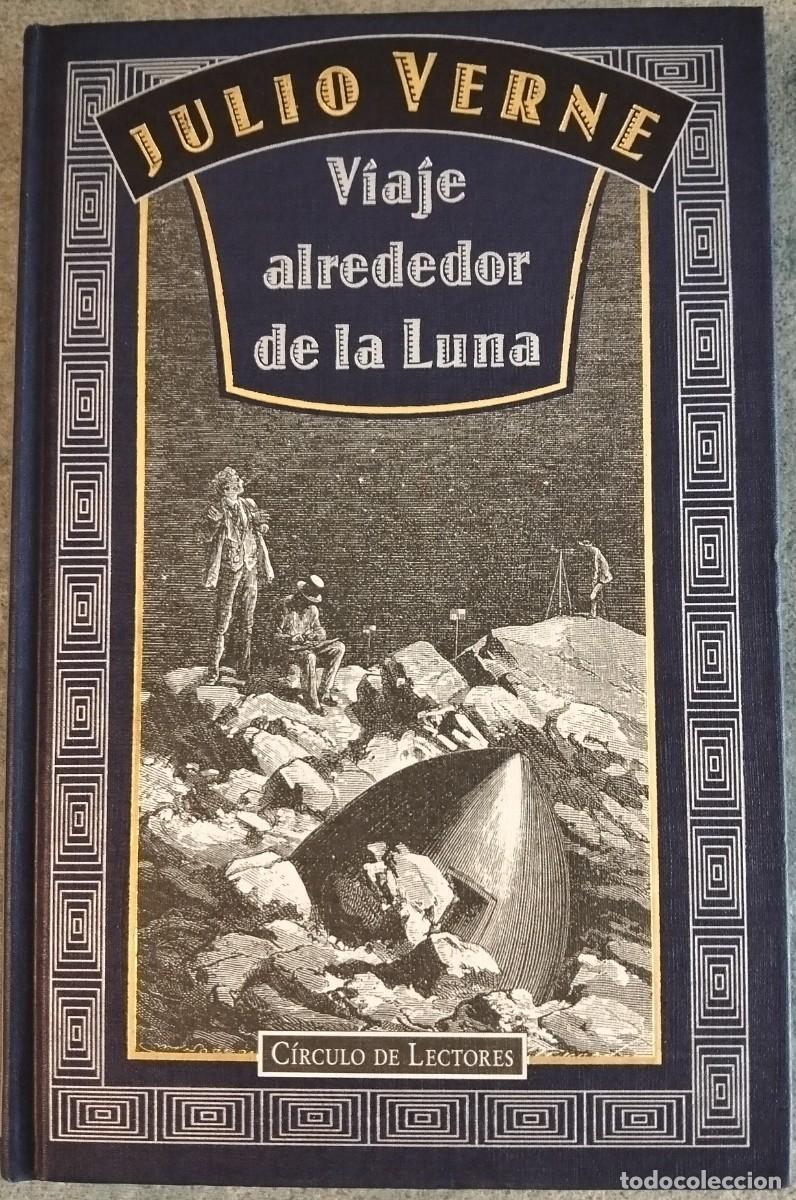 JULIO VERNE
Viaje
alrededor
de la Luna
CÍRCULO DE LECTORES
todocoleccion